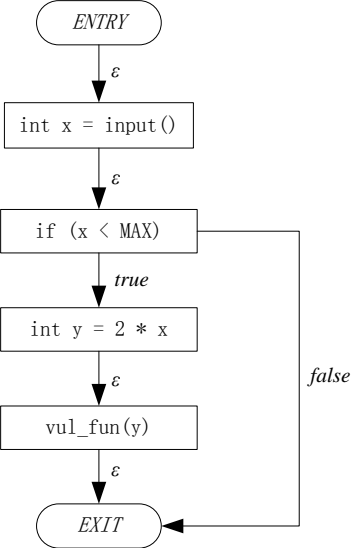 ENTRY
ε
int x = input()
ε
if (x < MAX)
true
int y = 2 * x
false
ε
vul_fun(y)
ε
EXIT